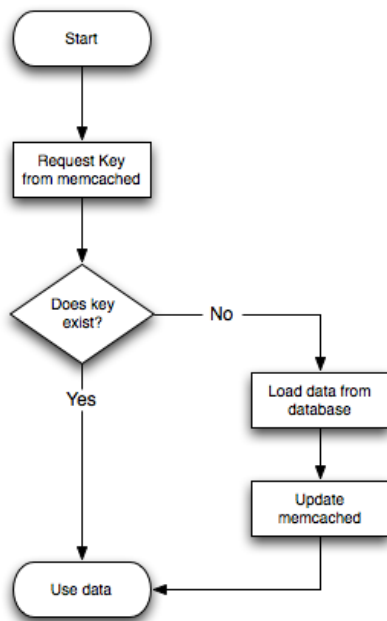 Start
Request Key
from memcached
Does key
exist?
No
Yes
Load data from
database
Update
memcached
Use data